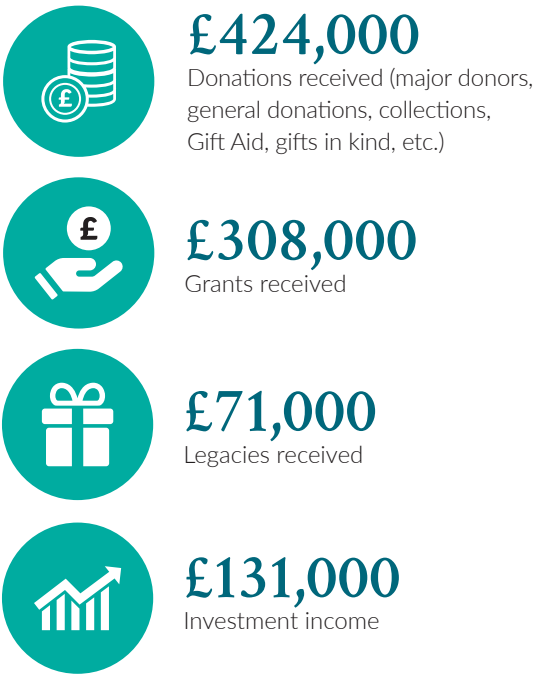 £
£424,000
Donations received (major donors,
general donations, collections,
Gift Aid, gifts in kind, etc.)
£
£308,000
Grants received
£71,000
Legacies received
£131,000
Investment income